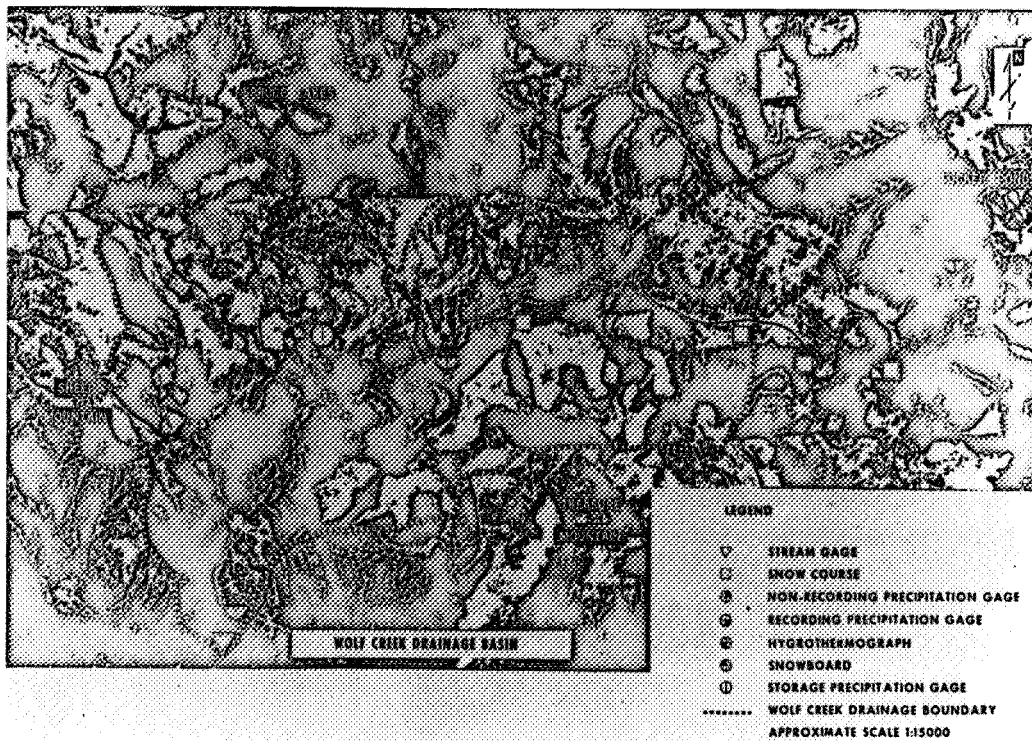 N
WOLF CREEK DRAINAGE BASIN
LEGEND
STREAM GAGE
SNOW COURSE
NON-RECORDING PRECIPITATION GAGE
RECORDING PRECIPITATION GAGE
HYGROTHERMOGRAPH
SNOWBOARD
STORAGE PRECIPITATION GAGE
WOLF CREEK DRAINAGE BOUNDARY
APPROXIMATE SCALE 1:15000